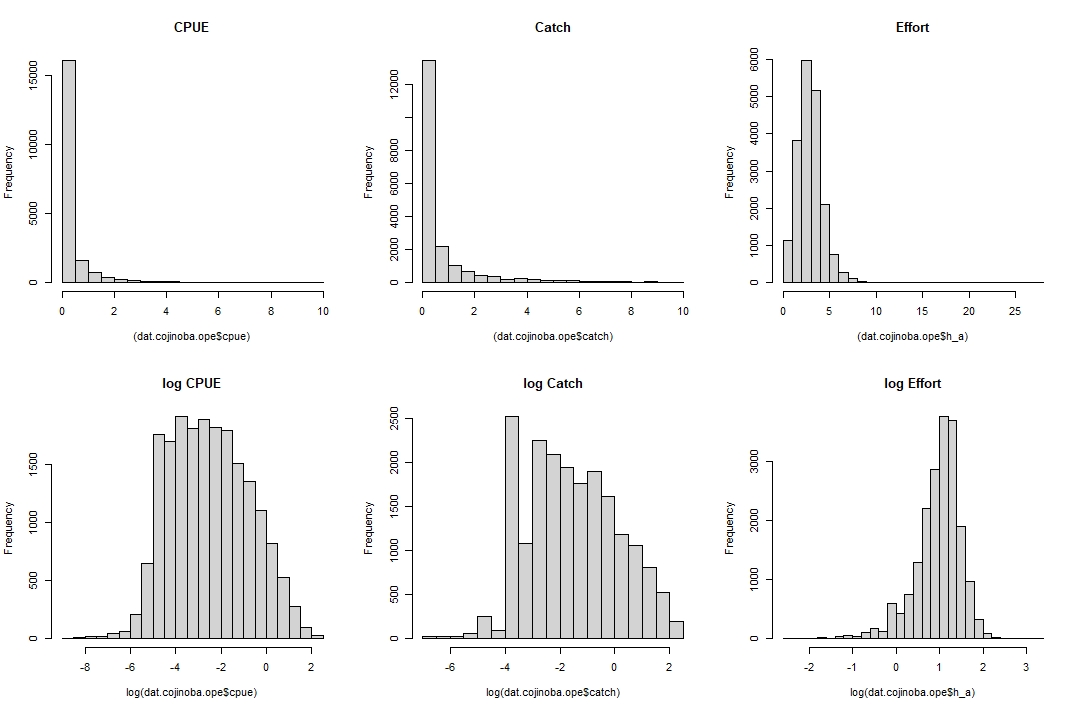 CPUE
Frequency
0
5000
10000
15000
0 2 4 6 8 10
(dat.cojinoba.ope$cpue)
Catch
Frequency
0
2000
4000
6000
8000
12000
0 2 4 6 8 10
(dat.cojinoba.ope$catch)
Effort
Frequency
0
1000
2000
3000
4000
5000
6000
0 5 10 15 20 25
(dat.cojinoba.ope$h_a)
log CPUE
Frequency
0
500
1000
1500
-8 -6 -4 -2 0 2
log(dat.cojinoba.ope$cpue)
log Catch
Frequency
0
500
1000
1500
2000
2500
-6 -4 -2 0 2
log(dat.cojinoba.ope$catch)
log Effort
Frequency
0
1000
2000
3000
-2 -1 0 1 2 3
log(dat.cojinoba.ope$h_a)